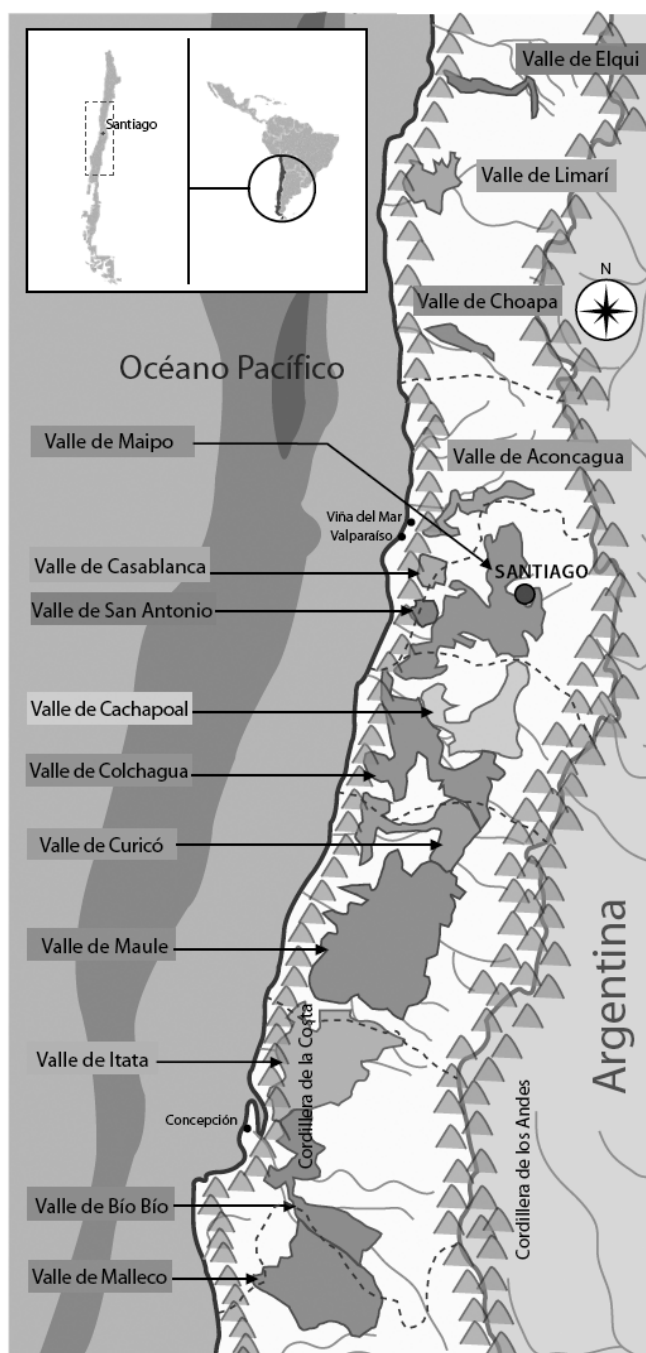 Santiago
Valle de Elqui
Valle de Limarí
N
Valle de Choapa
Océano Pacífico
Valle de Maipo
Valle de Aconcagua
Viña del Mar
Valparaíso
Valle de Casablanca
SANTIAGO
Valle de San Antonio
Valle de Cachapoal
Valle de Colchagua
Valle de Curicó
Valle de Maule
Argentina
Valle de Itata
Cordillera de la Costa
Concepción
Cordillera de los Andes
Valle de Bío Bío
Valle de Malleco